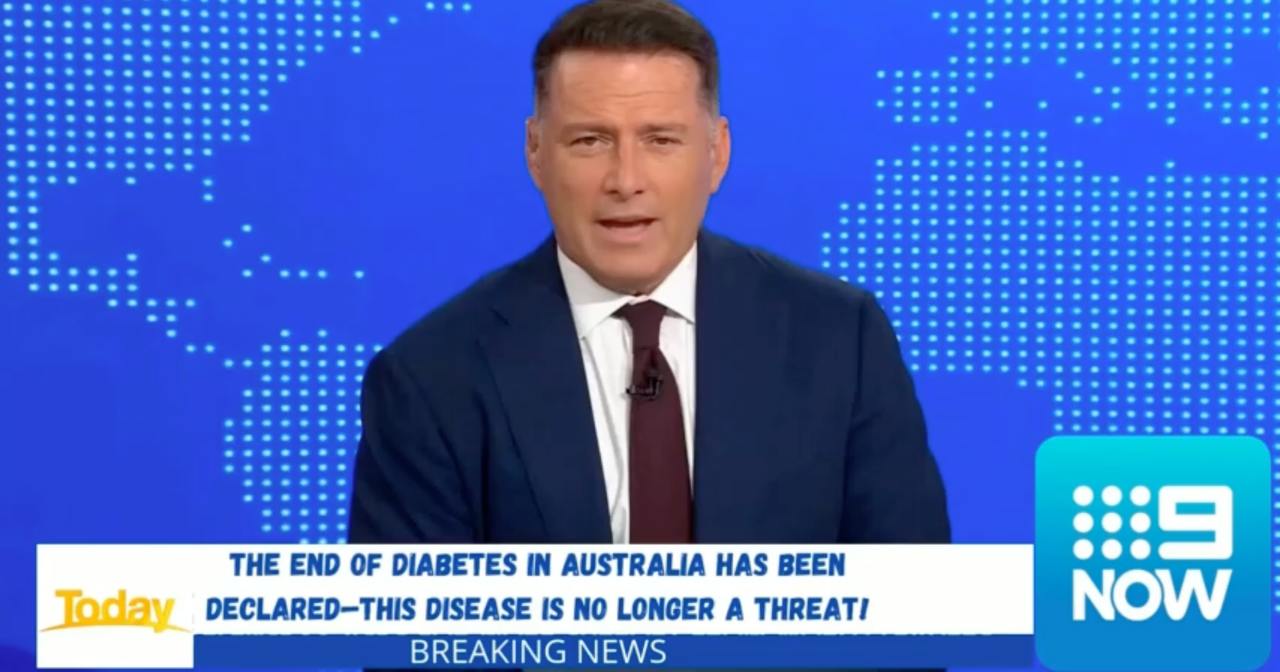 THE END OF DIABETES IN AUSTRALIA HAS BEEN
DECLARED–THIS DISEASE IS NO LONGER A THREAT!
Today
BREAKING NEWS
9
NOW